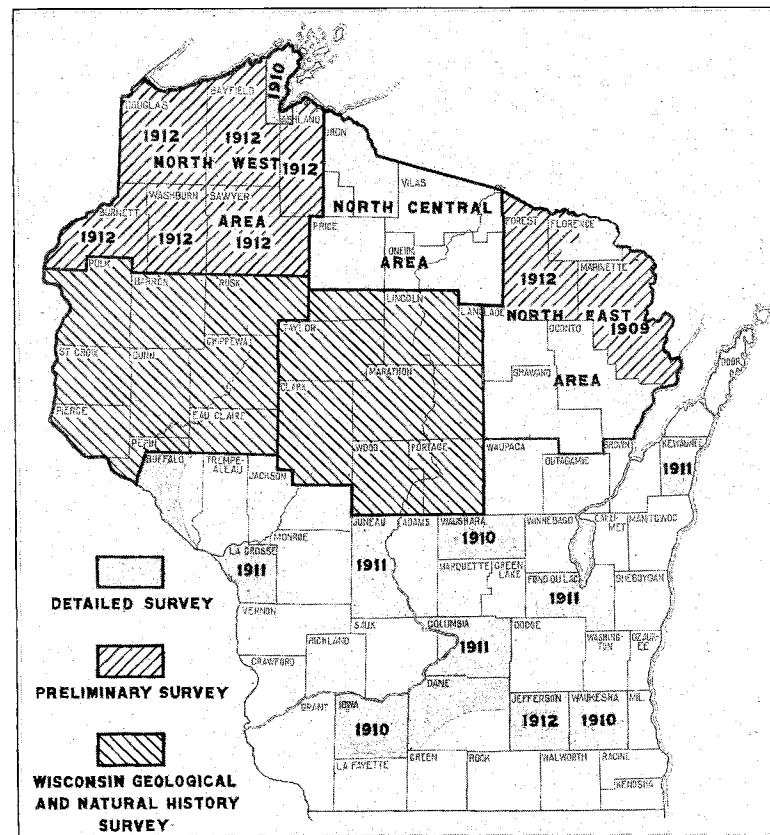 1910
BAYFIELD
DOUGLAS
ASHLAND
IRON
1912
1912
1912
NORTH WEST
VILAS
WASHBURN
SAWYER
NORTH CENTRAL
BURNETT
AREA
FOREST
FLORENCE
PRICE
1912
1912
1912
ONEIDA
AREA
MARINETTE
POLK
1912
BARRON
RUSK
LINCOLN
LANGLADE
NORTH EAST
TAYLOR
OCONTO
1909
CHIPPEWA
ST CROIX
DUNN
DOOR
MARATHON
SHAWANO
AREA
CLARK
PIERCE
EAU CLAIRE
PEPIN
WOOD
PORTAGE
WAUPACA
BROWN
KEWAUNEE
BUFFALO
TREMPE-
ALEAU
JACKSON
OUTAGAMIE
1911
JUNEAU
ADAMS
WAUSHARA
WINNEBAGO
CALU-
MET
MANITOWOC
1910
MONROE
LA CROSSE
1911
1911
MARQUETTE
GREEN
LAKE
FOND DU LAC
SHEBOYGAN
1911
DETAILED SURVEY
VERNON
SAUK
COLUMBIA
DODGE
1911
WASHING-
TON
OZAUK-
EE
RICHLAND
CRAWFORD
PRELIMINARY SURVEY
DANE
GRANT
IOWA
JEFFERSON
WAUKESHA
MIL.
1910
1912
1910
GREEN
ROCK
WALWORTH
RACINE
LA FAYETTE
KENOSHA
WISCONSIN GEOLOGICAL
AND NATURAL HISTORY
SURVEY